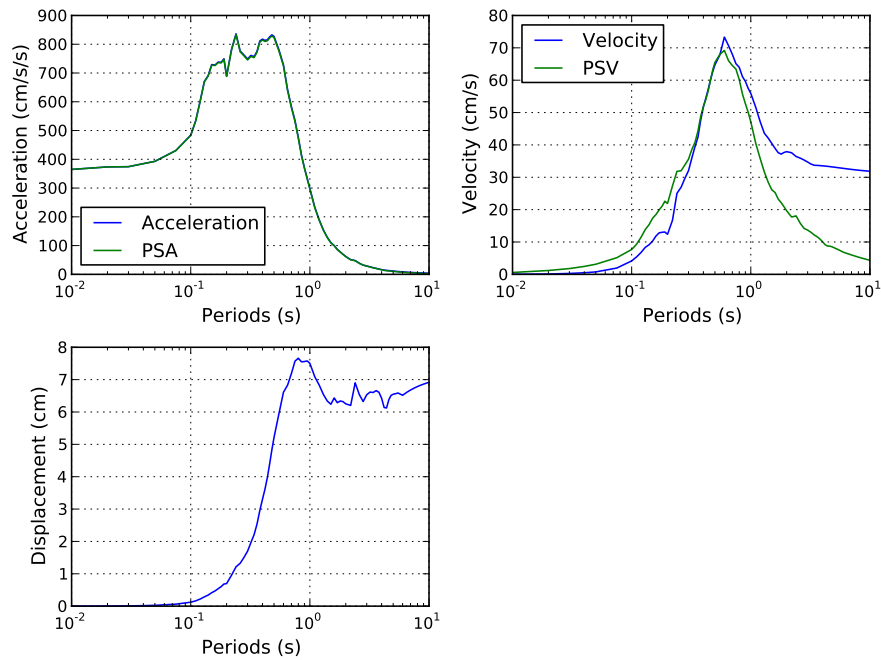 900
800
700
600
500
400
300
200
100
0
Acceleration (cm/s/s)
Acceleration
PSA
10^-2 10^-1 10^0 10^1
Periods (s)
80
70
60
50
40
30
20
10
0
Velocity (cm/s)
Velocity
PSV
10^-2 10^-1 10^0 10^1
Periods (s)
8
7
6
5
4
3
2
1
0
Displacement (cm)
10^-2 10^-1 10^0 10^1
Periods (s)